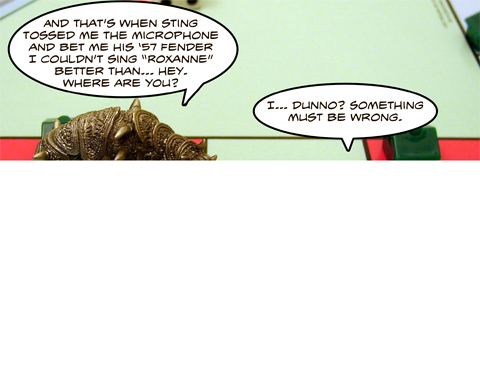 AND THAT'S WHEN STING
TOSSED ME THE MICROPHONE
AND BET ME HIS '57 FENDER
I COULDN'T SING "ROXANNE"
BETTER THAN... HEY.
WHERE ARE YOU?
I... DUNNO? SOMETHING
MUST BE WRONG.